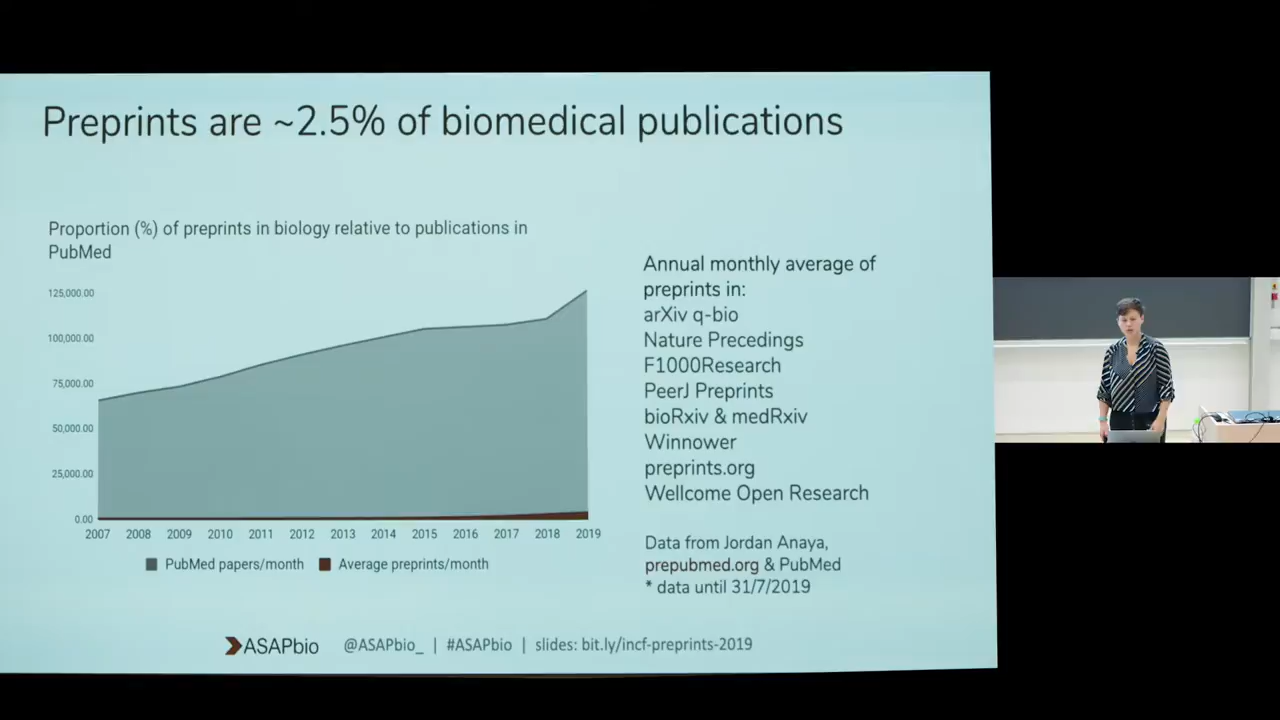 Preprints are ~2.5% of biomedical publications
Proportion (%) of preprints in biology relative to publications in
PubMed
125,000.00
100,000.00
75,000.00
50,000.00
25,000.00
0.00
2007 2008 2009 2010 2011 2012 2013 2014 2015 2016 2017 2018 2019
PubMed papers/month Average preprints/month
Annual monthly average of
preprints in:
arXiv q-bio
Nature Precedings
F1000Research
PeerJ Preprints
bioRxiv & medRxiv
Winnower
preprints.org
Wellcome Open Research
Data from Jordan Anaya,
prepubmed.org & PubMed
* data until 31/7/2019
ASAPbio @ASAPbio_ | #ASAPbio | slides: bit.ly/incf-preprints-2019